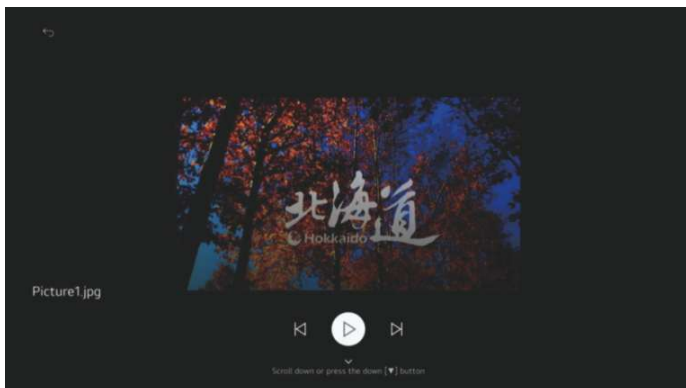 北海道
Hokkaido
Picture1.jpg
Scroll down or press the down [▼] button